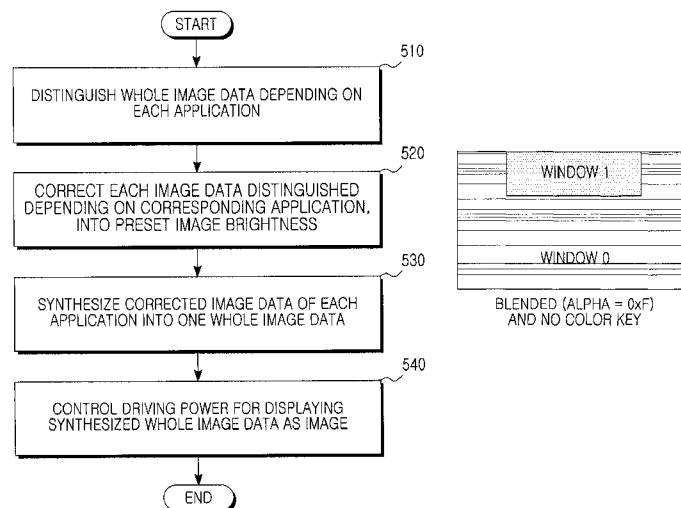 START
510
DISTINGUISH WHOLE IMAGE DATA DEPENDING ON
EACH APPLICATION
520
CORRECT EACH IMAGE DATA DISTINGUISHED
DEPENDING ON CORRESPONDING APPLICATION,
INTO PRESET IMAGE BRIGHTNESS
530
SYNTHESIZE CORRECTED IMAGE DATA OF EACH
APPLICATION INTO ONE WHOLE IMAGE DATA
540
CONTROL DRIVING POWER FOR DISPLAYING
SYNTHESIZED WHOLE IMAGE DATA AS IMAGE
END
WINDOW 1
WINDOW 0
BLENDED (ALPHA = 0xF)
AND NO COLOR KEY